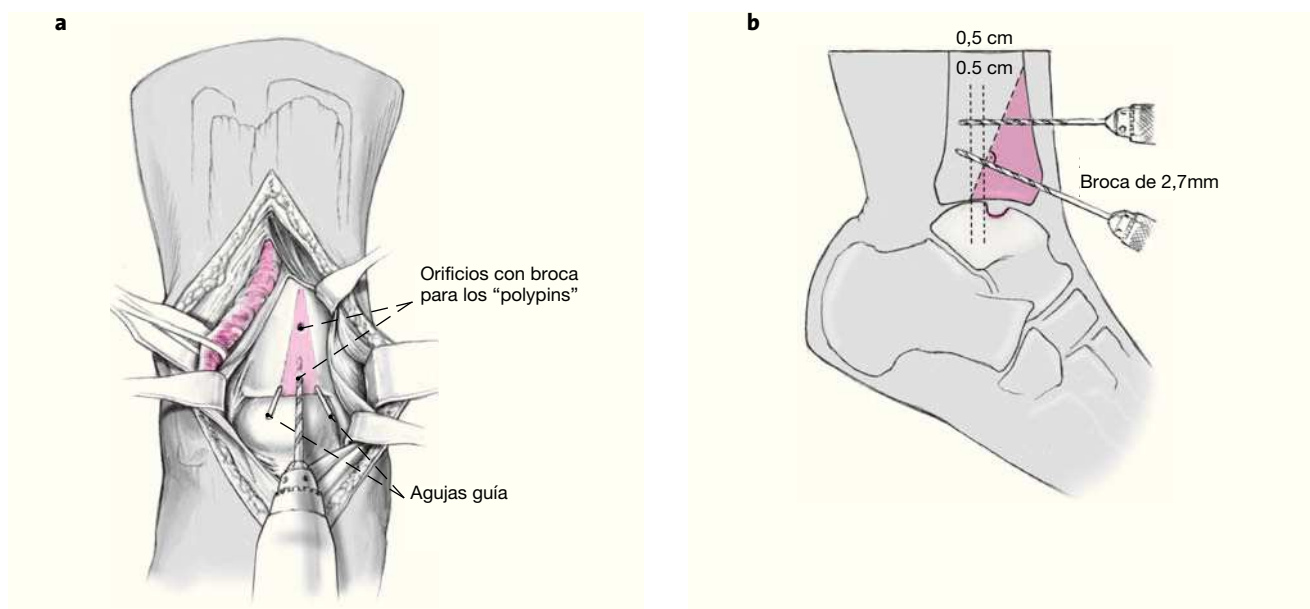 a
Orificios con broca
para los “polypins”
Agujas guía
b
0,5 cm
0.5 cm
Broca de 2,7mm